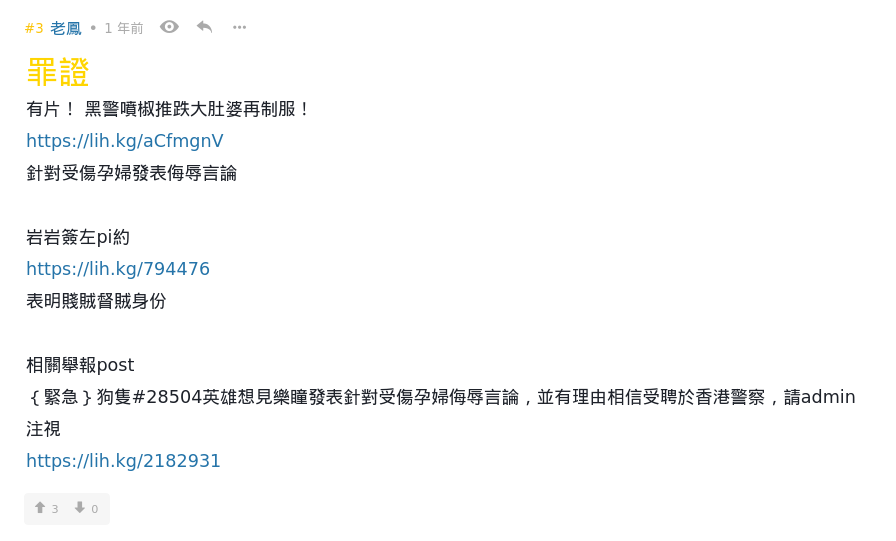 #3 老鳳 • 1 年前
罪證
有片！ 黑警噴椒推跌大肚婆再制服！
https://lih.kg/aCfmgnV
針對受傷孕婦發表侮辱言論
岩岩簽左pi約
https://lih.kg/794476
表明賤賊督賊身份
相關舉報post
｛緊急｝狗隻#28504英雄想見樂瞳發表針對受傷孕婦侮辱言論，並有理由相信受聘於香港警察，請admin
注視
https://lih.kg/2182931
3 0